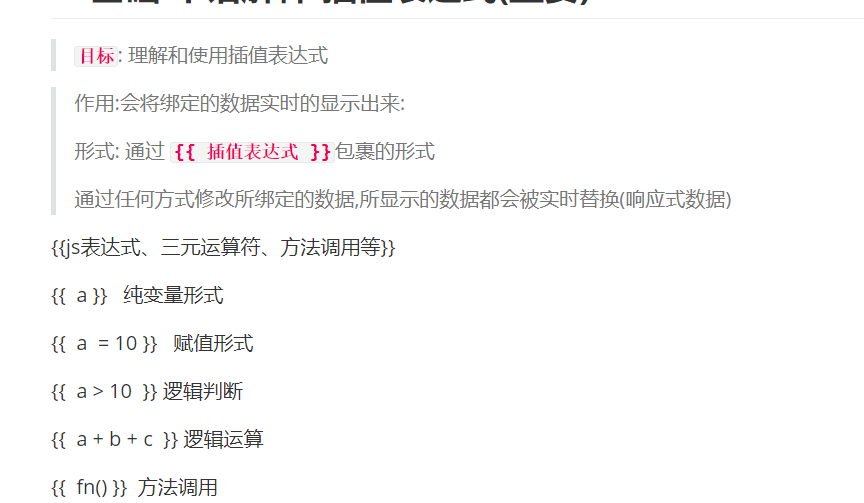 目标: 理解和使用插值表达式
作用:会将绑定的数据实时的显示出来:
形式: 通过 {{ 插值表达式 }}包裹的形式
通过任何方式修改所绑定的数据,所显示的数据都会被实时替换(响应式数据)
{{js表达式、三元运算符、方法调用等}}
{{ a }} 纯变量形式
{{ a = 10 }} 赋值形式
{{ a > 10 }} 逻辑判断
{{ a + b + c }} 逻辑运算
{{ fn() }} 方法调用